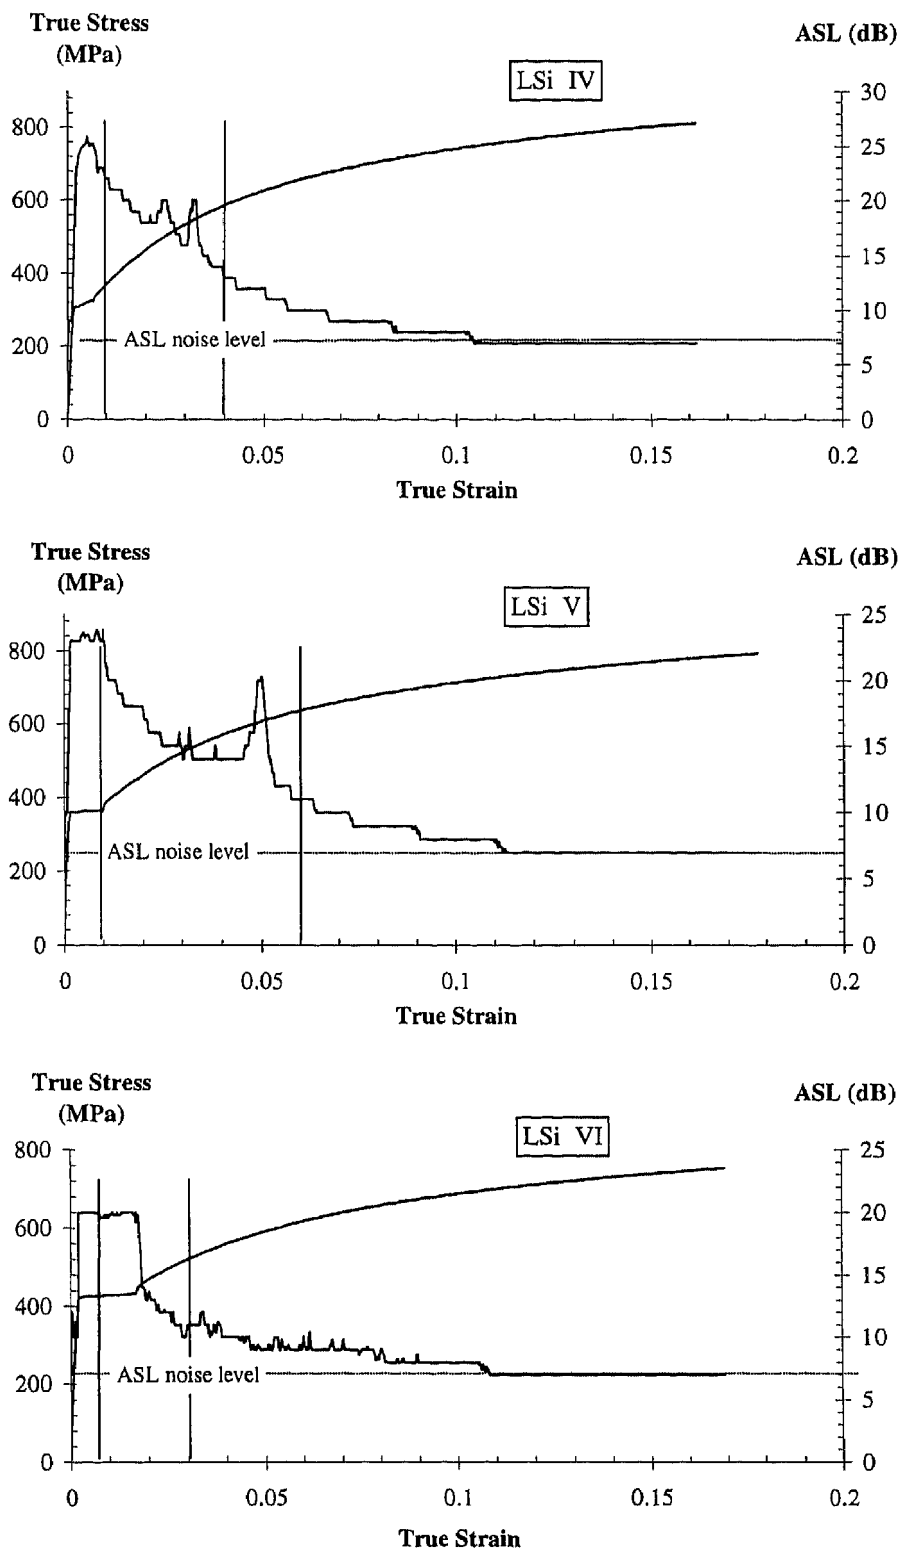 True Stress
(MPa)
ASL (dB)
LSi IV
800
600
400
200
0
30
25
20
15
10
5
0
ASL noise level
0
0.05
0.1
0.15
0.2
True Strain
True Stress
(MPa)
ASL (dB)
LSi V
800
600
400
200
0
25
20
15
10
5
0
ASL noise level
0
0.05
0.1
0.15
0.2
True Strain
True Stress
(MPa)
ASL (dB)
LSi VI
800
600
400
200
0
25
20
15
10
5
0
ASL noise level
0
0.05
0.1
0.15
0.2
True Strain